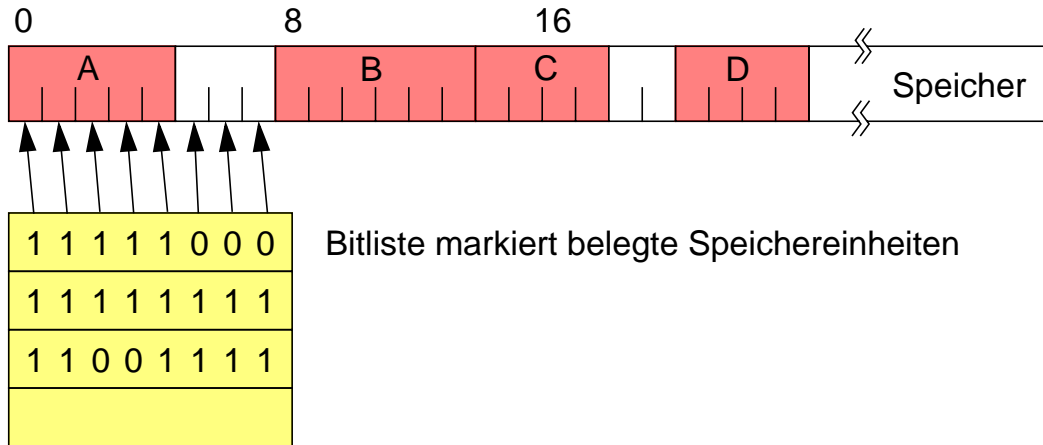 0 8 16
A B C D Speicher
1 1 1 1 1 0 0 0 Bitliste markiert belegte Speichereinheiten
1 1 1 1 1 1 1 1
1 1 0 0 1 1 1 1